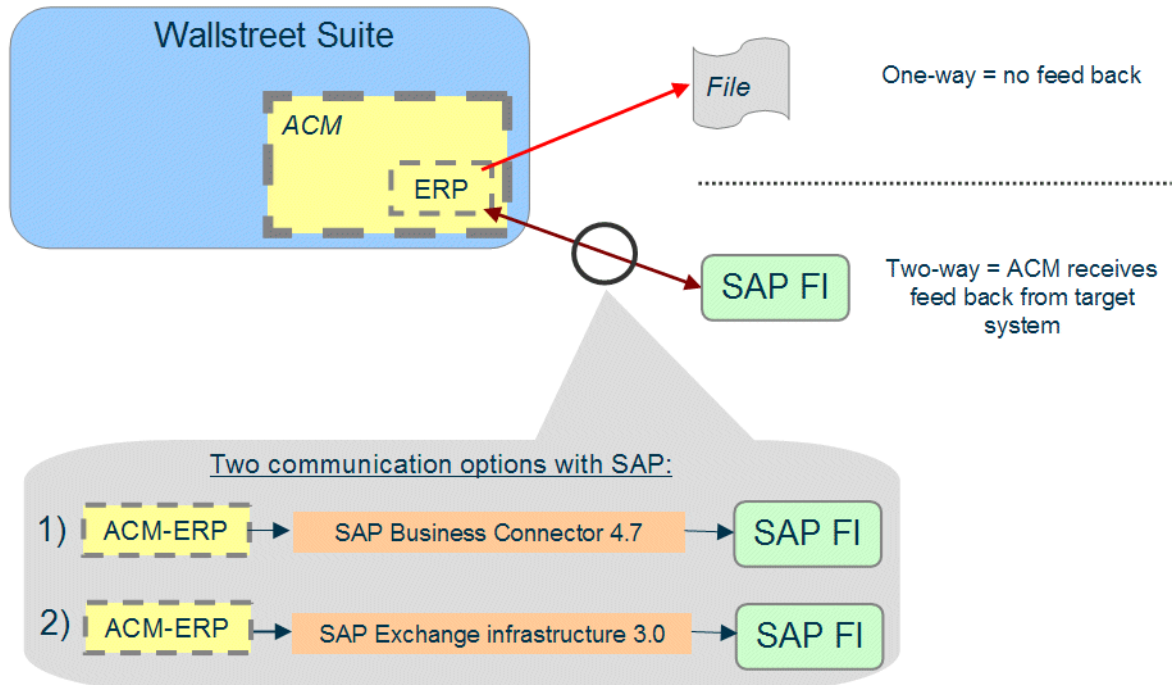 Wallstreet Suite
ACM
ERP
File
One-way = no feed back
SAP FI
Two-way = ACM receives
feed back from target
system
Two communication options with SAP:
1) ACM-ERP SAP Business Connector 4.7 SAP FI
2) ACM-ERP SAP Exchange infrastructure 3.0 SAP FI